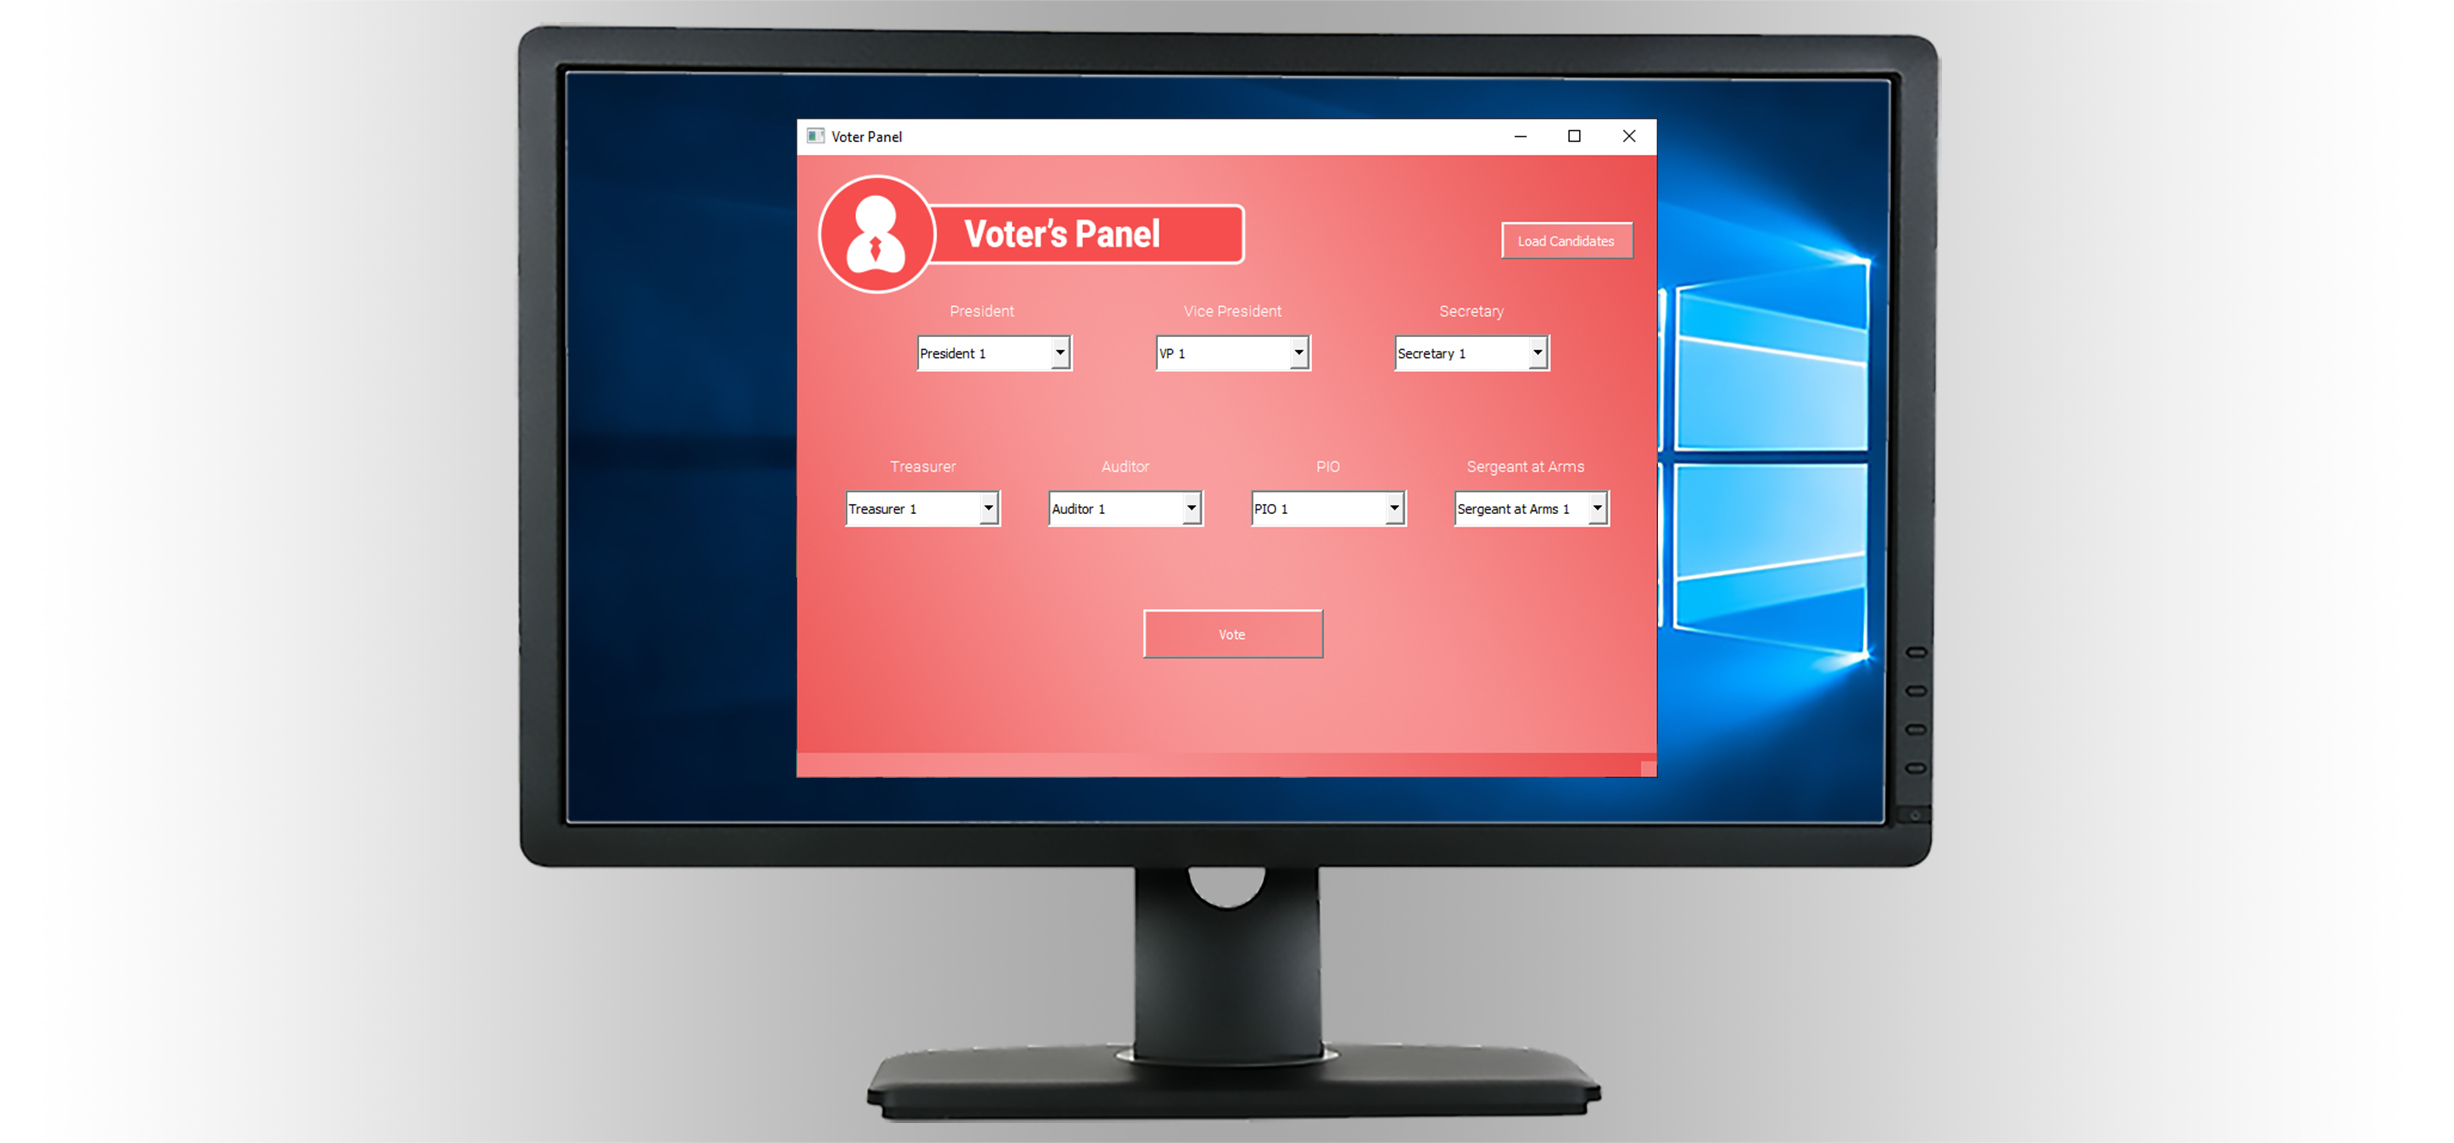 Voter Panel
Voter's Panel
Load Candidates
President
Vice President
Secretary
President 1
VP 1
Secretary 1
Treasurer
Auditor
PIO
Sergeant at Arms
Treasurer 1
Auditor 1
PIO 1
Sergeant at Arms 1
Vote